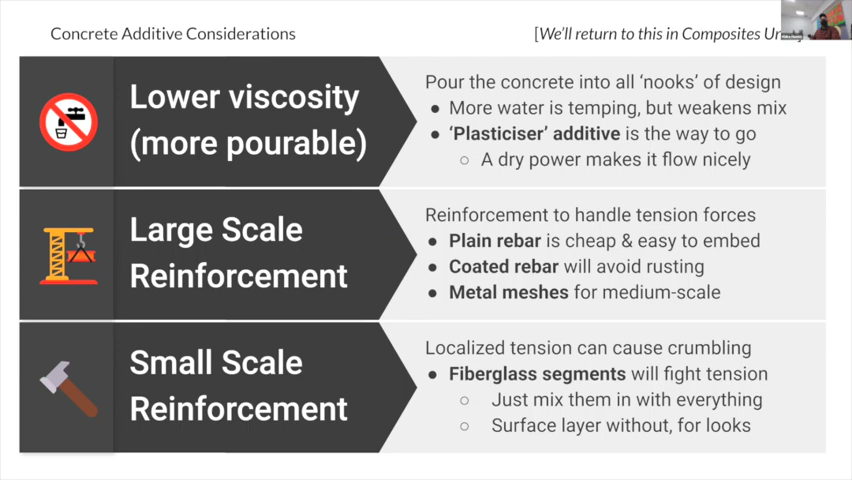 Concrete Additive Considerations
[We'll return to this in Composites
Lower viscosity
(more pourable)
Pour the concrete into all 'nooks' of design
● More water is temping, but weakens mix
● 'Plasticiser' additive is the way to go
○ A dry power makes it flow nicely
Large Scale
Reinforcement
Reinforcement to handle tension forces
● Plain rebar is cheap & easy to embed
● Coated rebar will avoid rusting
● Metal meshes for medium-scale
Small Scale
Reinforcement
Localized tension can cause crumbling
● Fiberglass segments will fight tension
○ Just mix them in with everything
○ Surface layer without, for looks